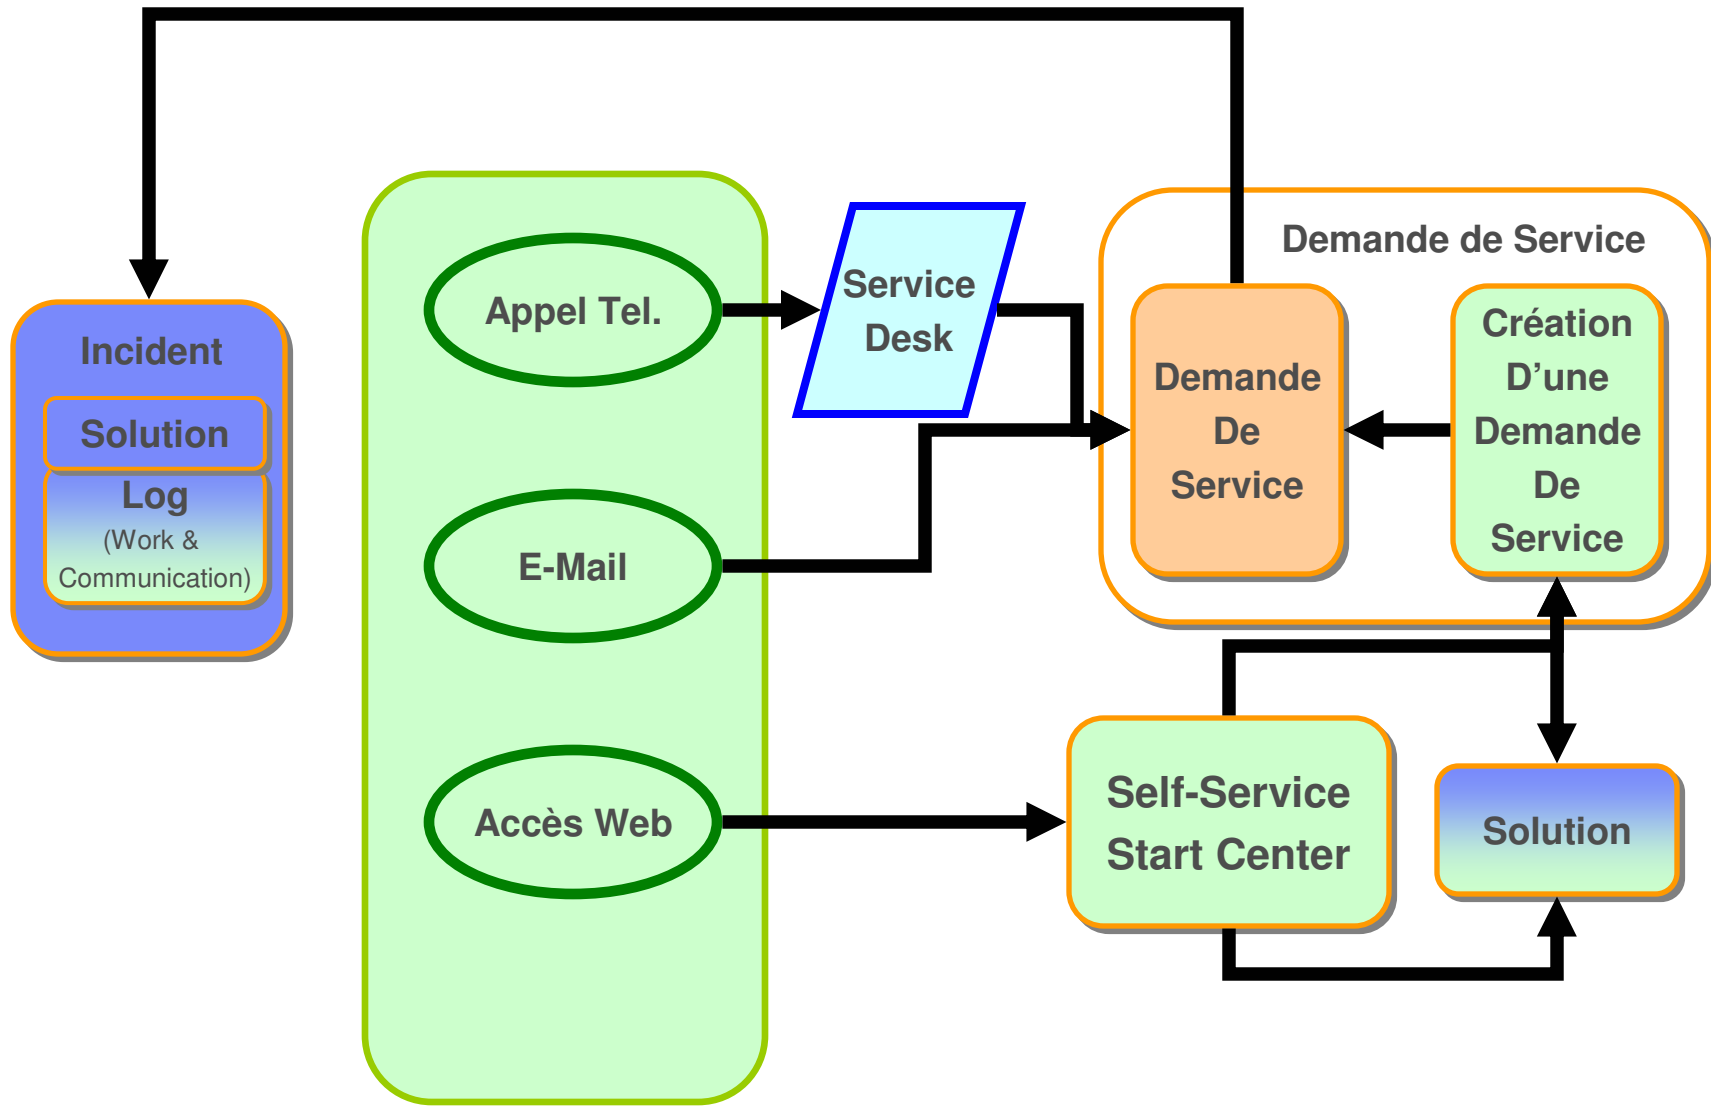 Incident
Solution
Log
(Work &
Communication)
Appel Tel.
E-Mail
Accès Web
Service
Desk
Demande de Service
Demande
De
Service
Création
D’une
Demande
De
Service
Self-Service
Start Center
Solution